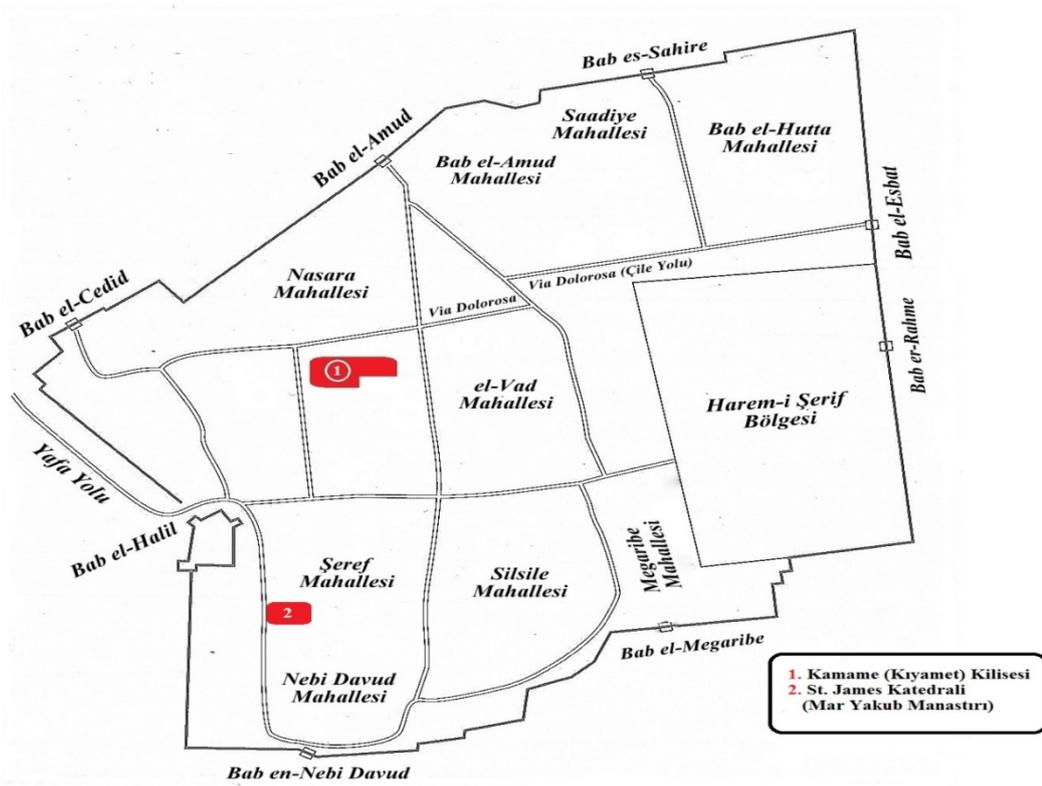 Bab es-Sahire
Saadiye
Mahallesi
Bab el-Hutta
Mahallesi
Bab el-Amud
Bab el-Amud
Mahallesi
Bab el-Esbat
Nasara
Mahallesi
Via Dolorosa (Çile Yolu)
Via Dolorosa
Bab el-Cedid
Bab er-Rahme
1
el-Vad
Mahallesi
Harem-i Şerif
Bölgesi
Yafa Yolu
Bab el-Halil
Şeref
Mahallesi
Silsile
Mahallesi
Megaribe
Mahallesi
2
Nebi Davud
Mahallesi
Bab el-Megaribe
Bab en-Nebi Davud
1. Kamame (Kıyamet) Kilisesi
2. St. James Katedrali
(Mar Yakub Manastırı)